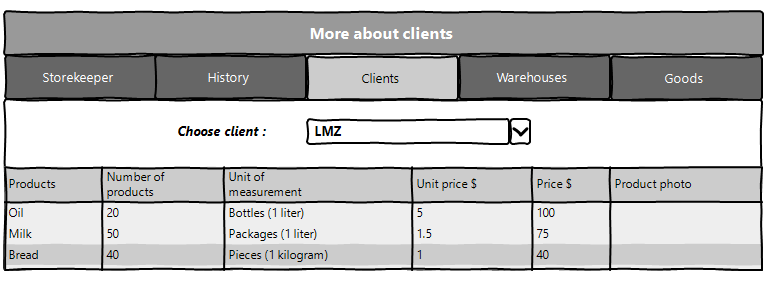 More about clients
Storekeeper History Clients Warehouses Goods
Choose client : LMZ
Products Number of products Unit of measurement Unit price $ Price $ Product photo
Oil 20 Bottles (1 liter) 5 100
Milk 50 Packages (1 liter) 1.5 75
Bread 40 Pieces (1 kilogram) 1 40